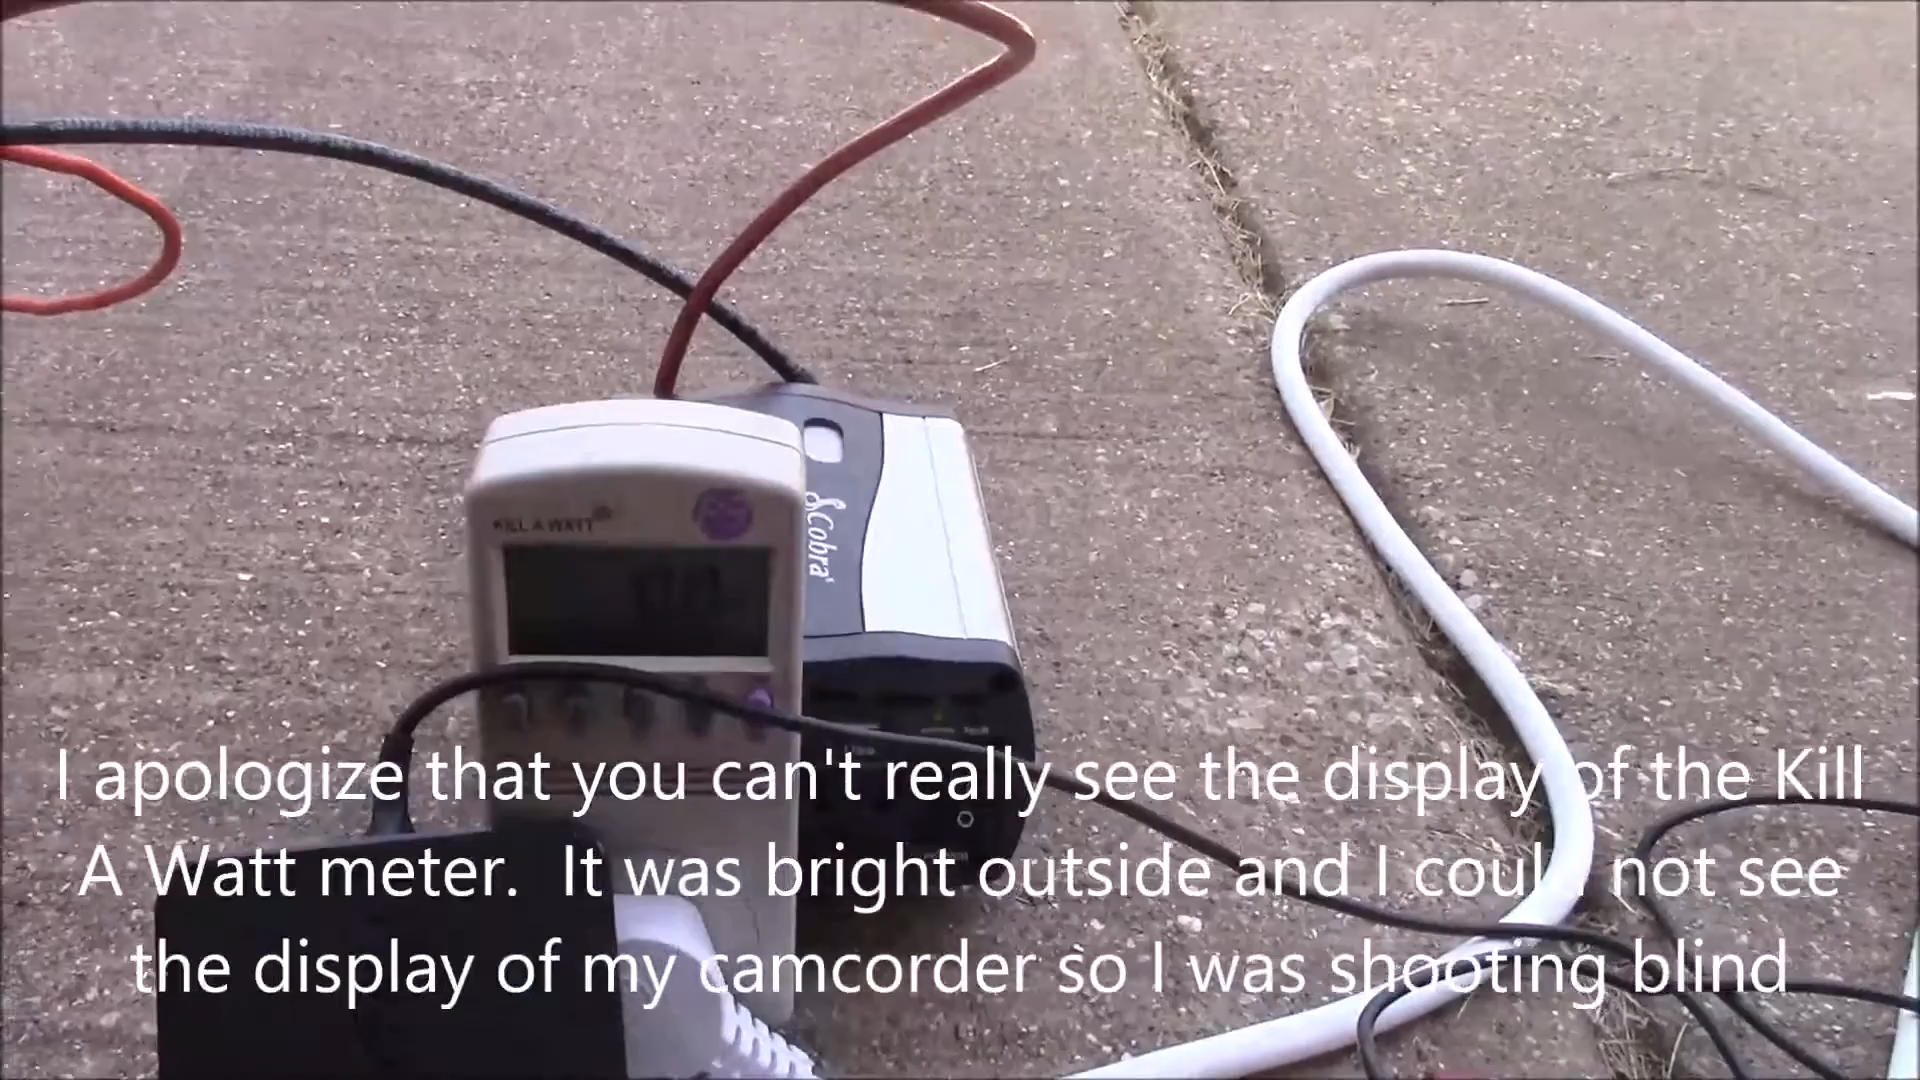 KILL A WATT
Cobra
I apologize that you can't really see the display of the Kill
A Watt meter.  It was bright outside and I could not see
the display of my camcorder so I was shooting blind